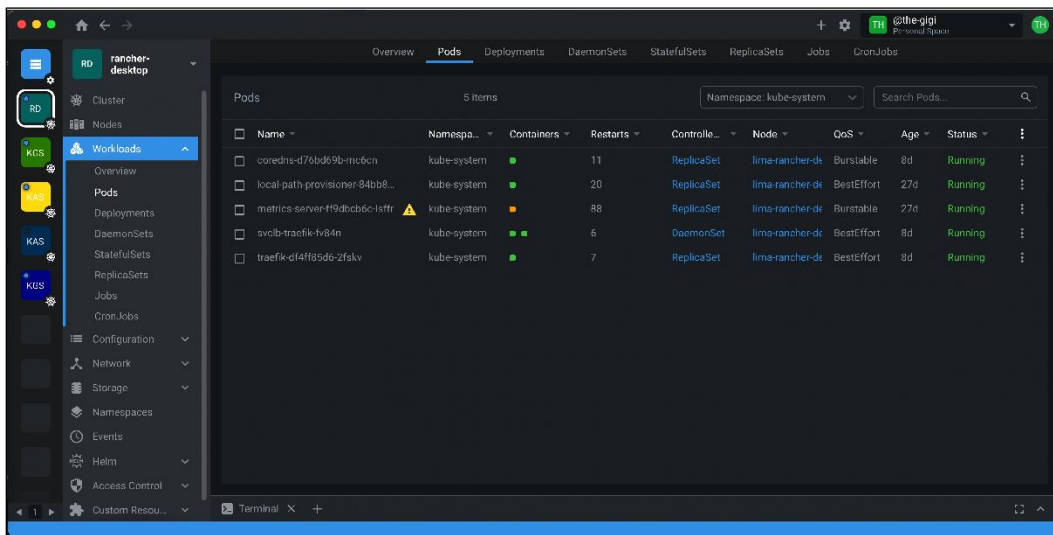 TH @the-gigi
Personal Space
TH
RD rancher-desktop
Overview Pods Deployments DaemonSets StatefulSets ReplicaSets Jobs CronJobs
RD
KGS
KAS
KAS
KGS
1
Cluster
Nodes
Workloads
Overview
Pods
Deployments
DaemonSets
StatefulSets
ReplicaSets
Jobs
CronJobs
Configuration
Network
Storage
Namespaces
Events
HELM Helm
Access Control
Custom Resou...
Pods 5 items Namespace: kube-system Search Pods...
Name Namespa... Containers Restarts Controlle... Node QoS Age Status
coredns-d76bd69b-mc6cn kube-system 11 ReplicaSet lima-rancher-de Burstable 8d Running
local-path-provisioner-84bb8... kube-system 20 ReplicaSet lima-rancher-de BestEffort 27d Running
metrics-server-ff9dbcb6c-lsffr kube-system 88 ReplicaSet lima-rancher-de Burstable 27d Running
svclb-traefik-fv84n kube-system 6 DaemonSet lima-rancher-de BestEffort 8d Running
traefik-df4ff85d6-2fskv kube-system 7 ReplicaSet lima-rancher-de BestEffort 8d Running
Terminal